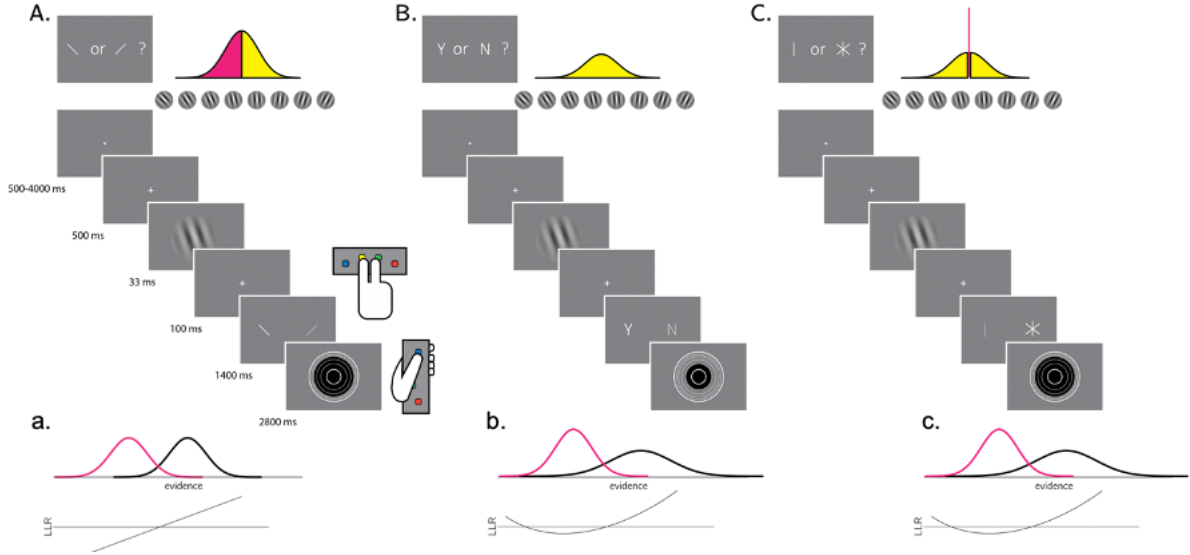 A.
or ?
B.
Y or N ?
C.
| or ?
500-4000 ms
500 ms
33 ms
100 ms
1400 ms
2800 ms
Y N
a.
evidence
LLR
b.
evidence
LLR
c.
evidence
LLR